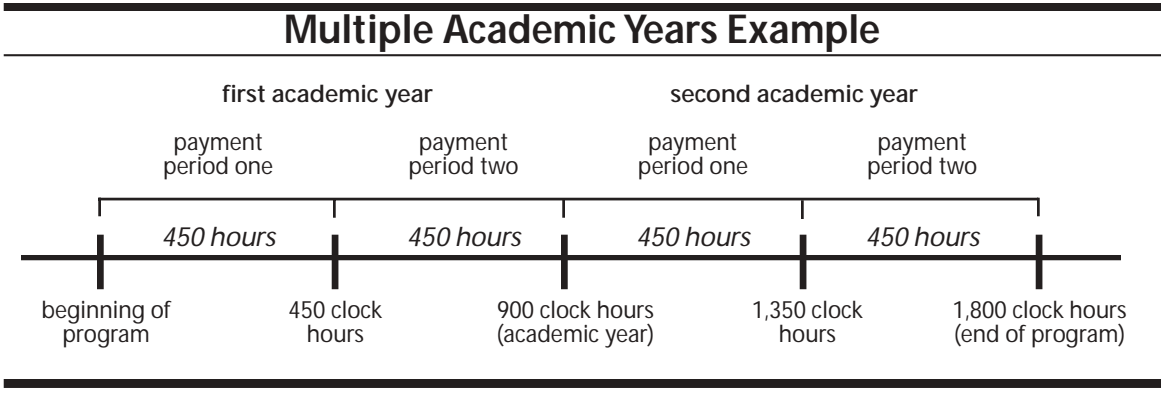 Multiple Academic Years Example
first academic year
second academic year
payment
period one
payment
period two
payment
period one
payment
period two
450 hours
450 hours
450 hours
450 hours
beginning of
program
450 clock
hours
900 clock hours
(academic year)
1,350 clock
hours
1,800 clock hours
(end of program)